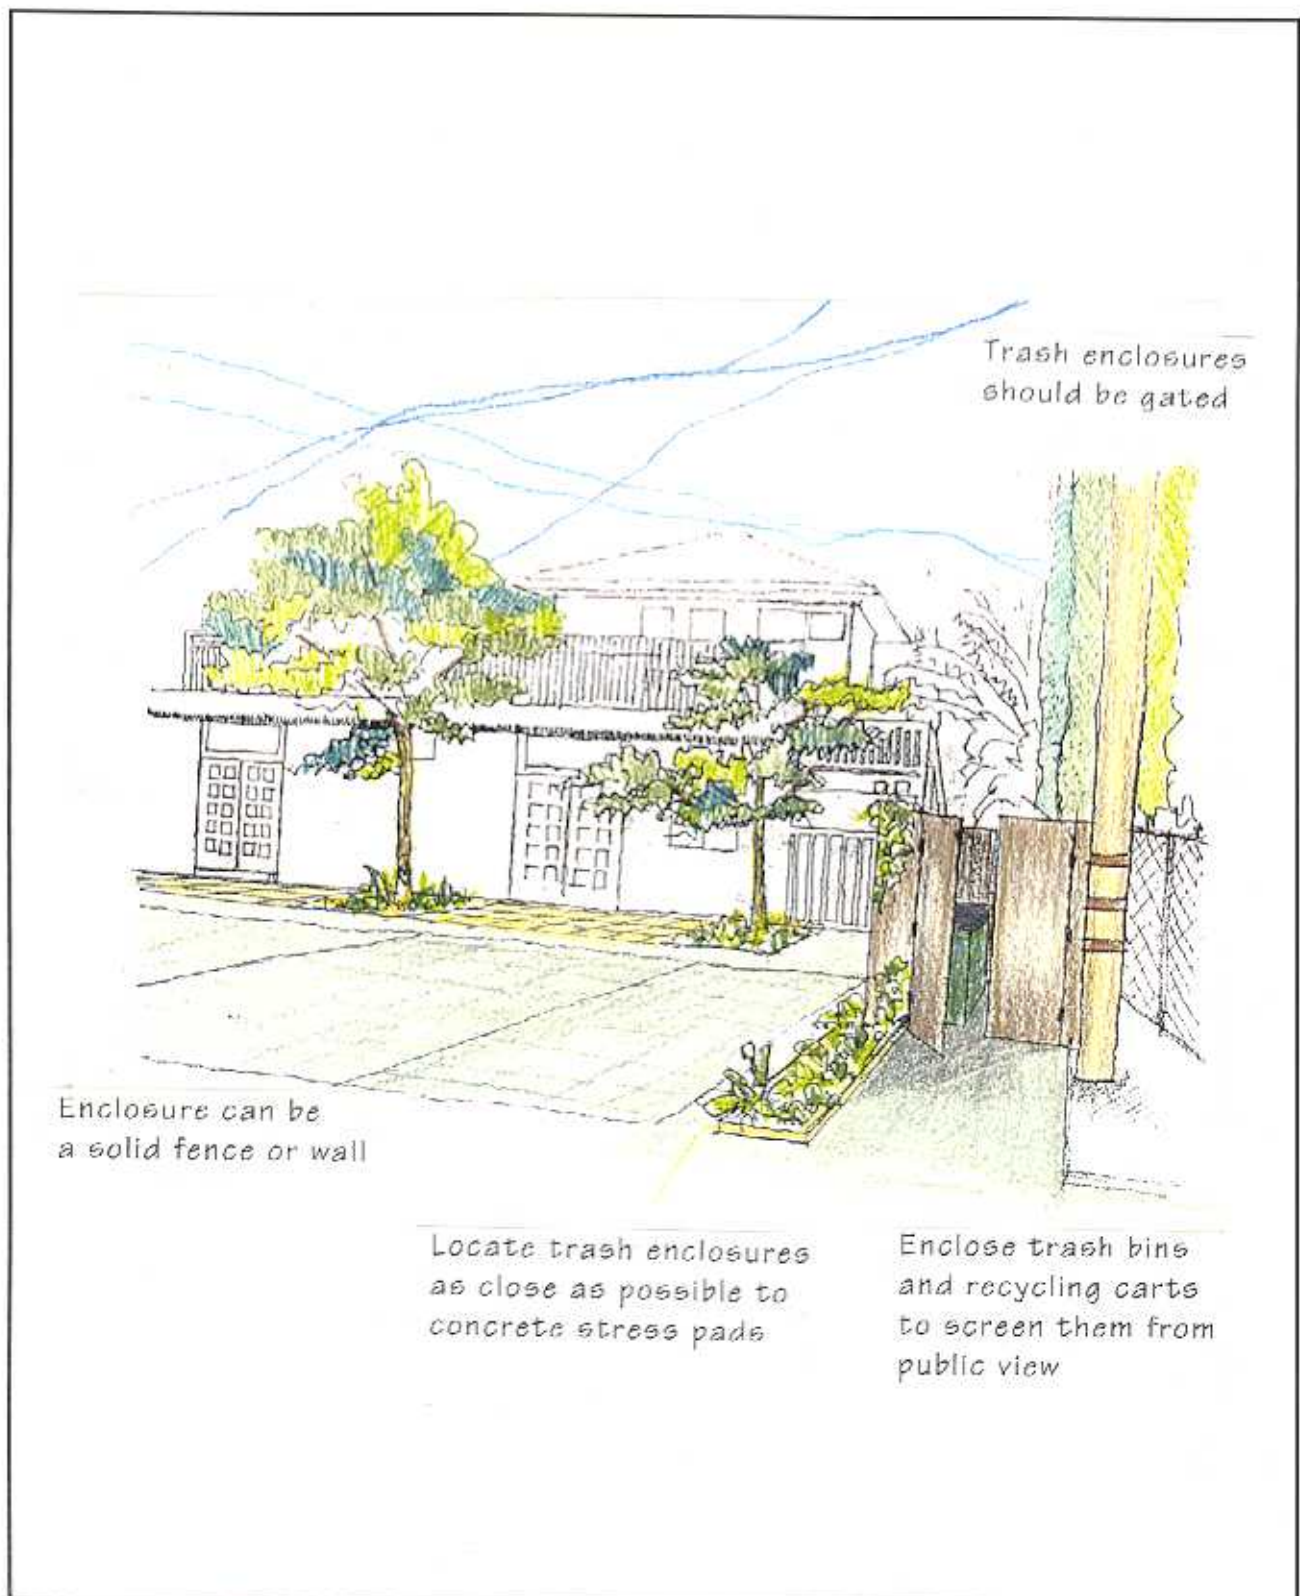 Trash enclosures
should be gated
Enclosure can be
a solid fence or wall
Locate trash enclosures
as close as possible to
concrete stress pads
Enclose trash bins
and recycling carts
to screen them from
public view